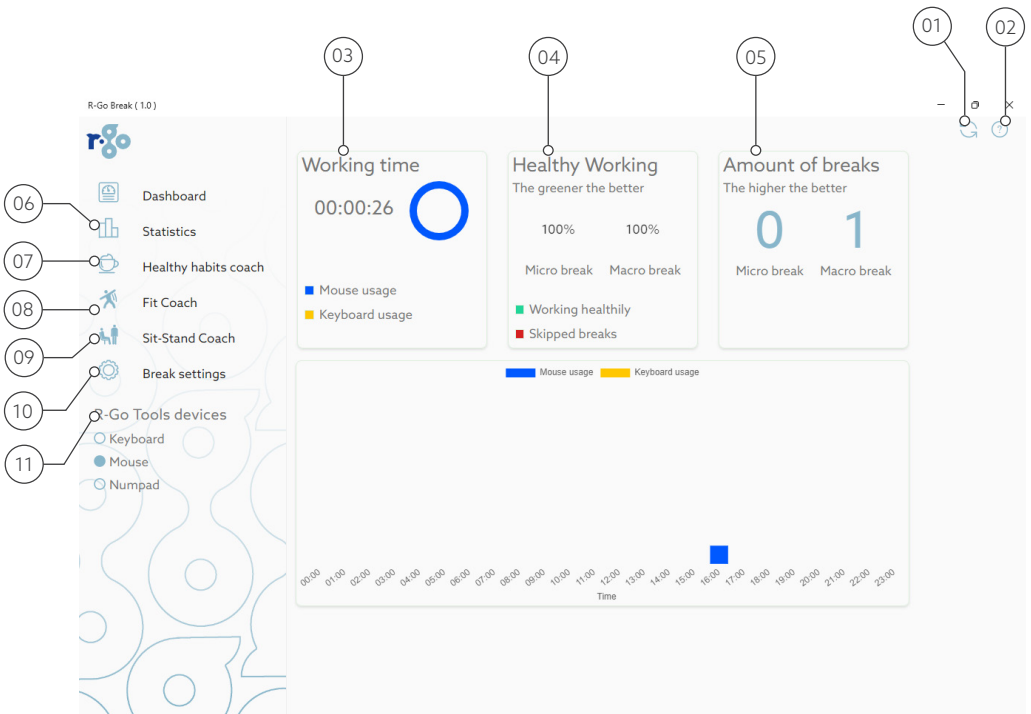 01
02
03
04
05
R-Go Break ( 1.0 )
r-go
Working time
00:00:26
Mouse usage
Keyboard usage
Healthy Working
The greener the better
100% 100%
Micro break Macro break
Working healthily
Skipped breaks
Amount of breaks
The higher the better
0 1
Micro break Macro break
06
07
08
09
10
11
Dashboard
Statistics
Healthy habits coach
Fit Coach
Sit-Stand Coach
Break settings
R-Go Tools devices
Keyboard
Mouse
Numpad
Mouse usage Keyboard usage
00:00 01:00 02:00 03:00 04:00 05:00 06:00 07:00 08:00 09:00 10:00 11:00 12:00 13:00 14:00 15:00 16:00 17:00 18:00 19:00 20:00 21:00 22:00 23:00
Time